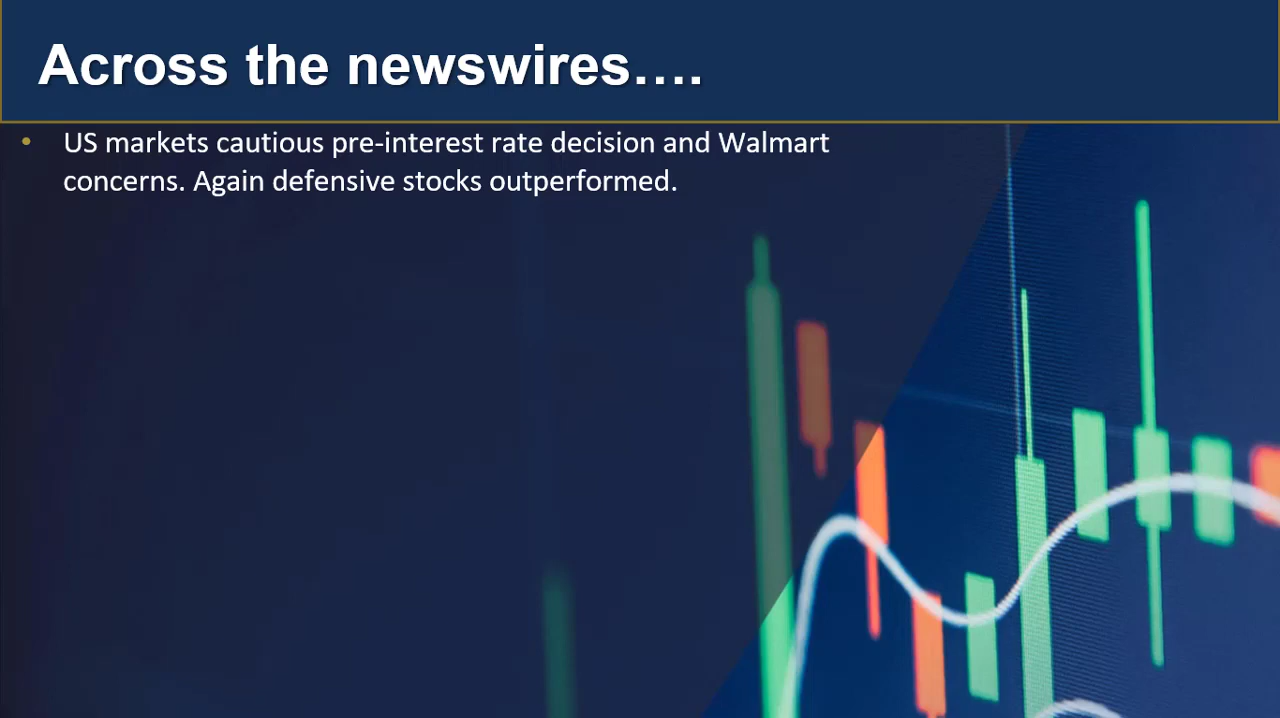 Across the newswires….
• US markets cautious pre-interest rate decision and Walmart
concerns. Again defensive stocks outperformed.